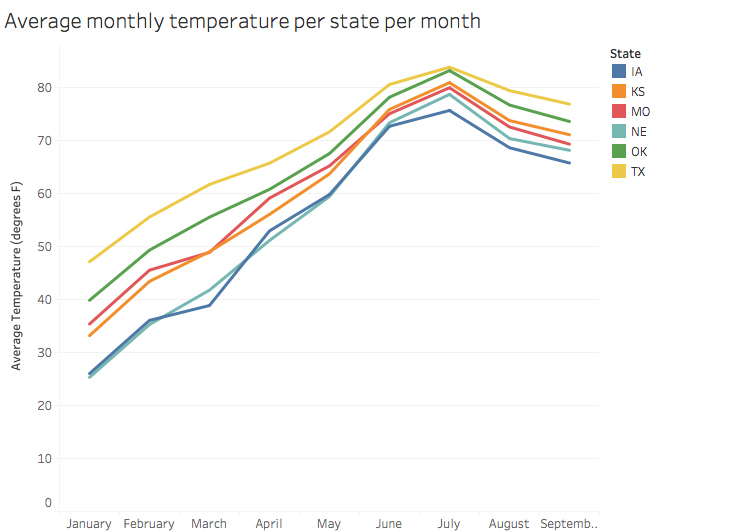 Average monthly temperature per state per month
State
IA
KS
MO
NE
OK
TX
Average Temperature (degrees F)
80
70
60
50
40
30
20
10
0
January February March April May June July August Septemb..